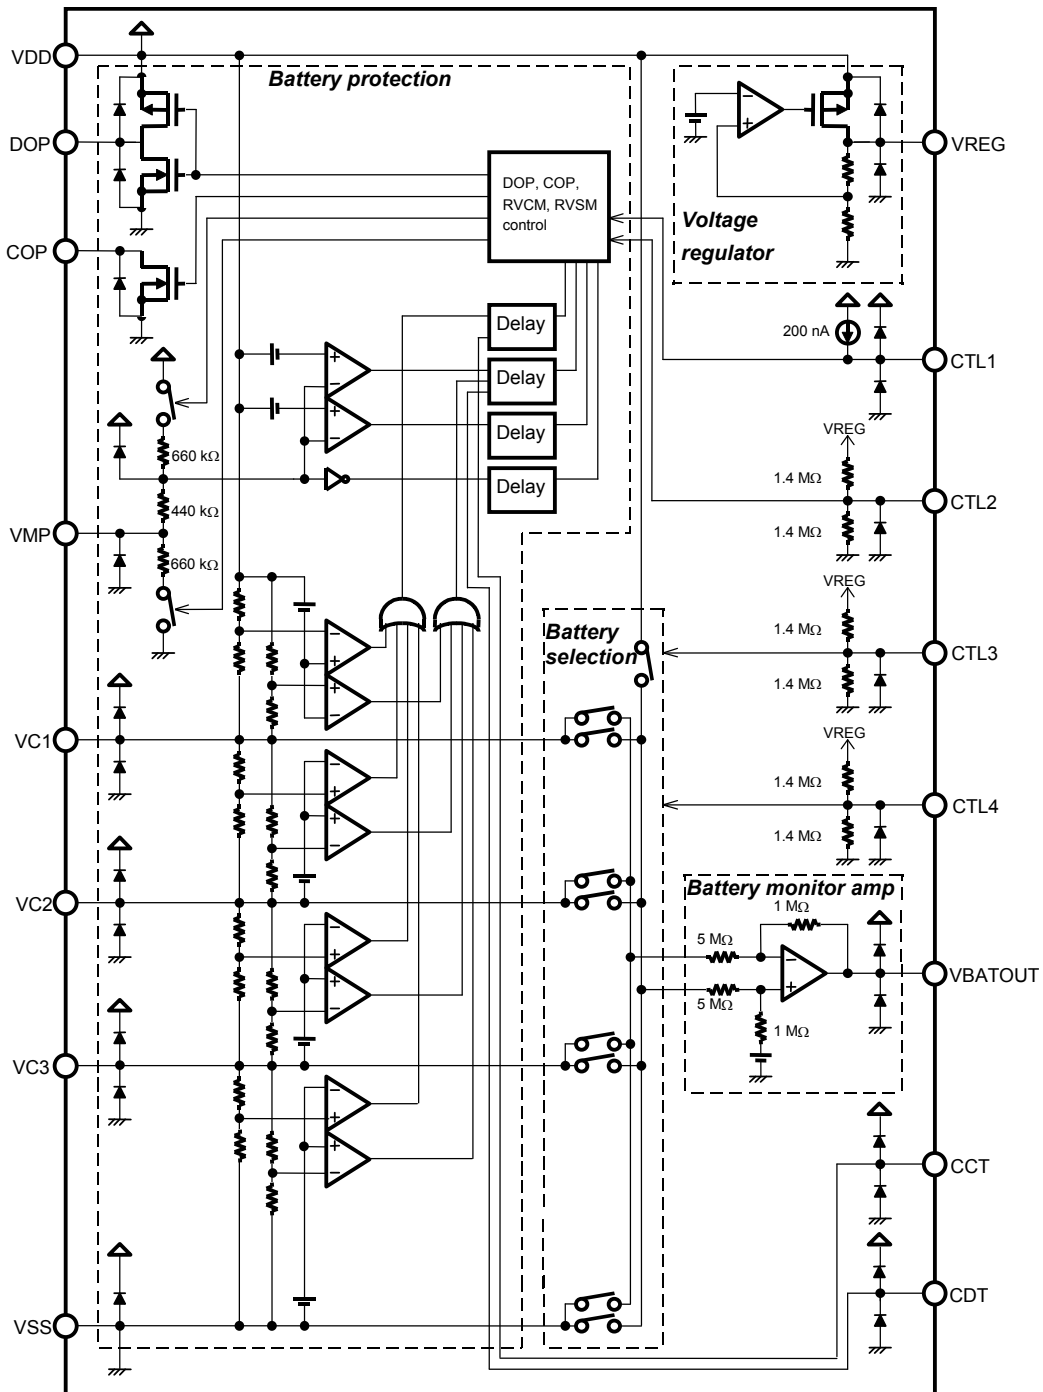 VDD
Battery protection
DOP
DOP, COP,
RVCM, RVSM
control
VREG
Voltage
regulator
COP
Delay
200 nA
CTL1
Delay
Delay
VREG
660 kΩ
1.4 MΩ
Delay
CTL2
440 kΩ
1.4 MΩ
VMP
660 kΩ
VREG
1.4 MΩ
Battery
selection
CTL3
1.4 MΩ
VREG
VC1
1.4 MΩ
CTL4
1.4 MΩ
Battery monitor amp
VC2
1 MΩ
5 MΩ
VBATOUT
5 MΩ
1 MΩ
VC3
CCT
CDT
VSS